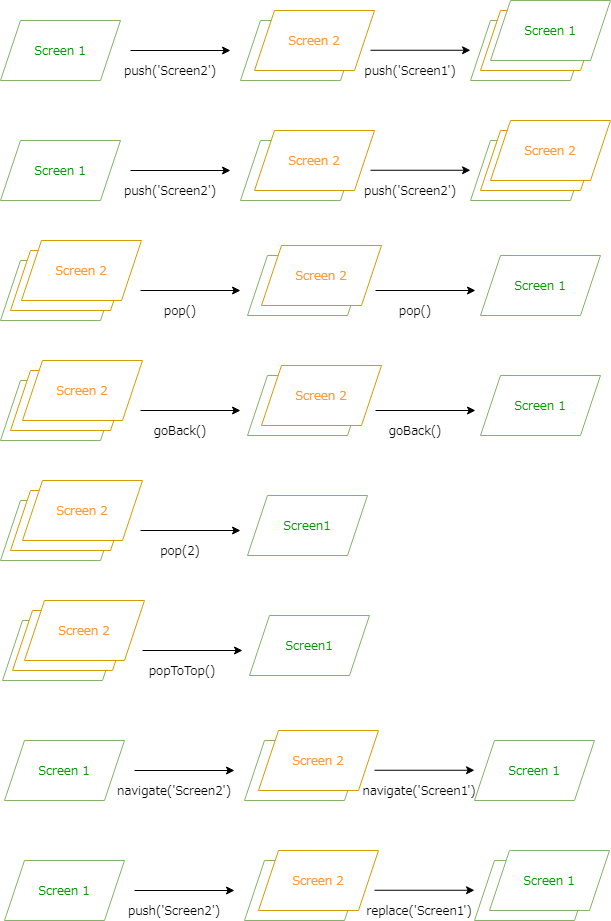 Screen 1
push('Screen2')
Screen 2
push('Screen1')
Screen 1
Screen 1
push('Screen2')
Screen 2
push('Screen2')
Screen 2
Screen 2
pop()
Screen 2
pop()
Screen 1
Screen 2
goBack()
Screen 2
goBack()
Screen 1
Screen 2
pop(2)
Screen1
Screen 2
popToTop()
Screen1
Screen 1
navigate('Screen2')
Screen 2
navigate('Screen1')
Screen 1
Screen 1
push('Screen2')
Screen 2
replace('Screen1')
Screen 1